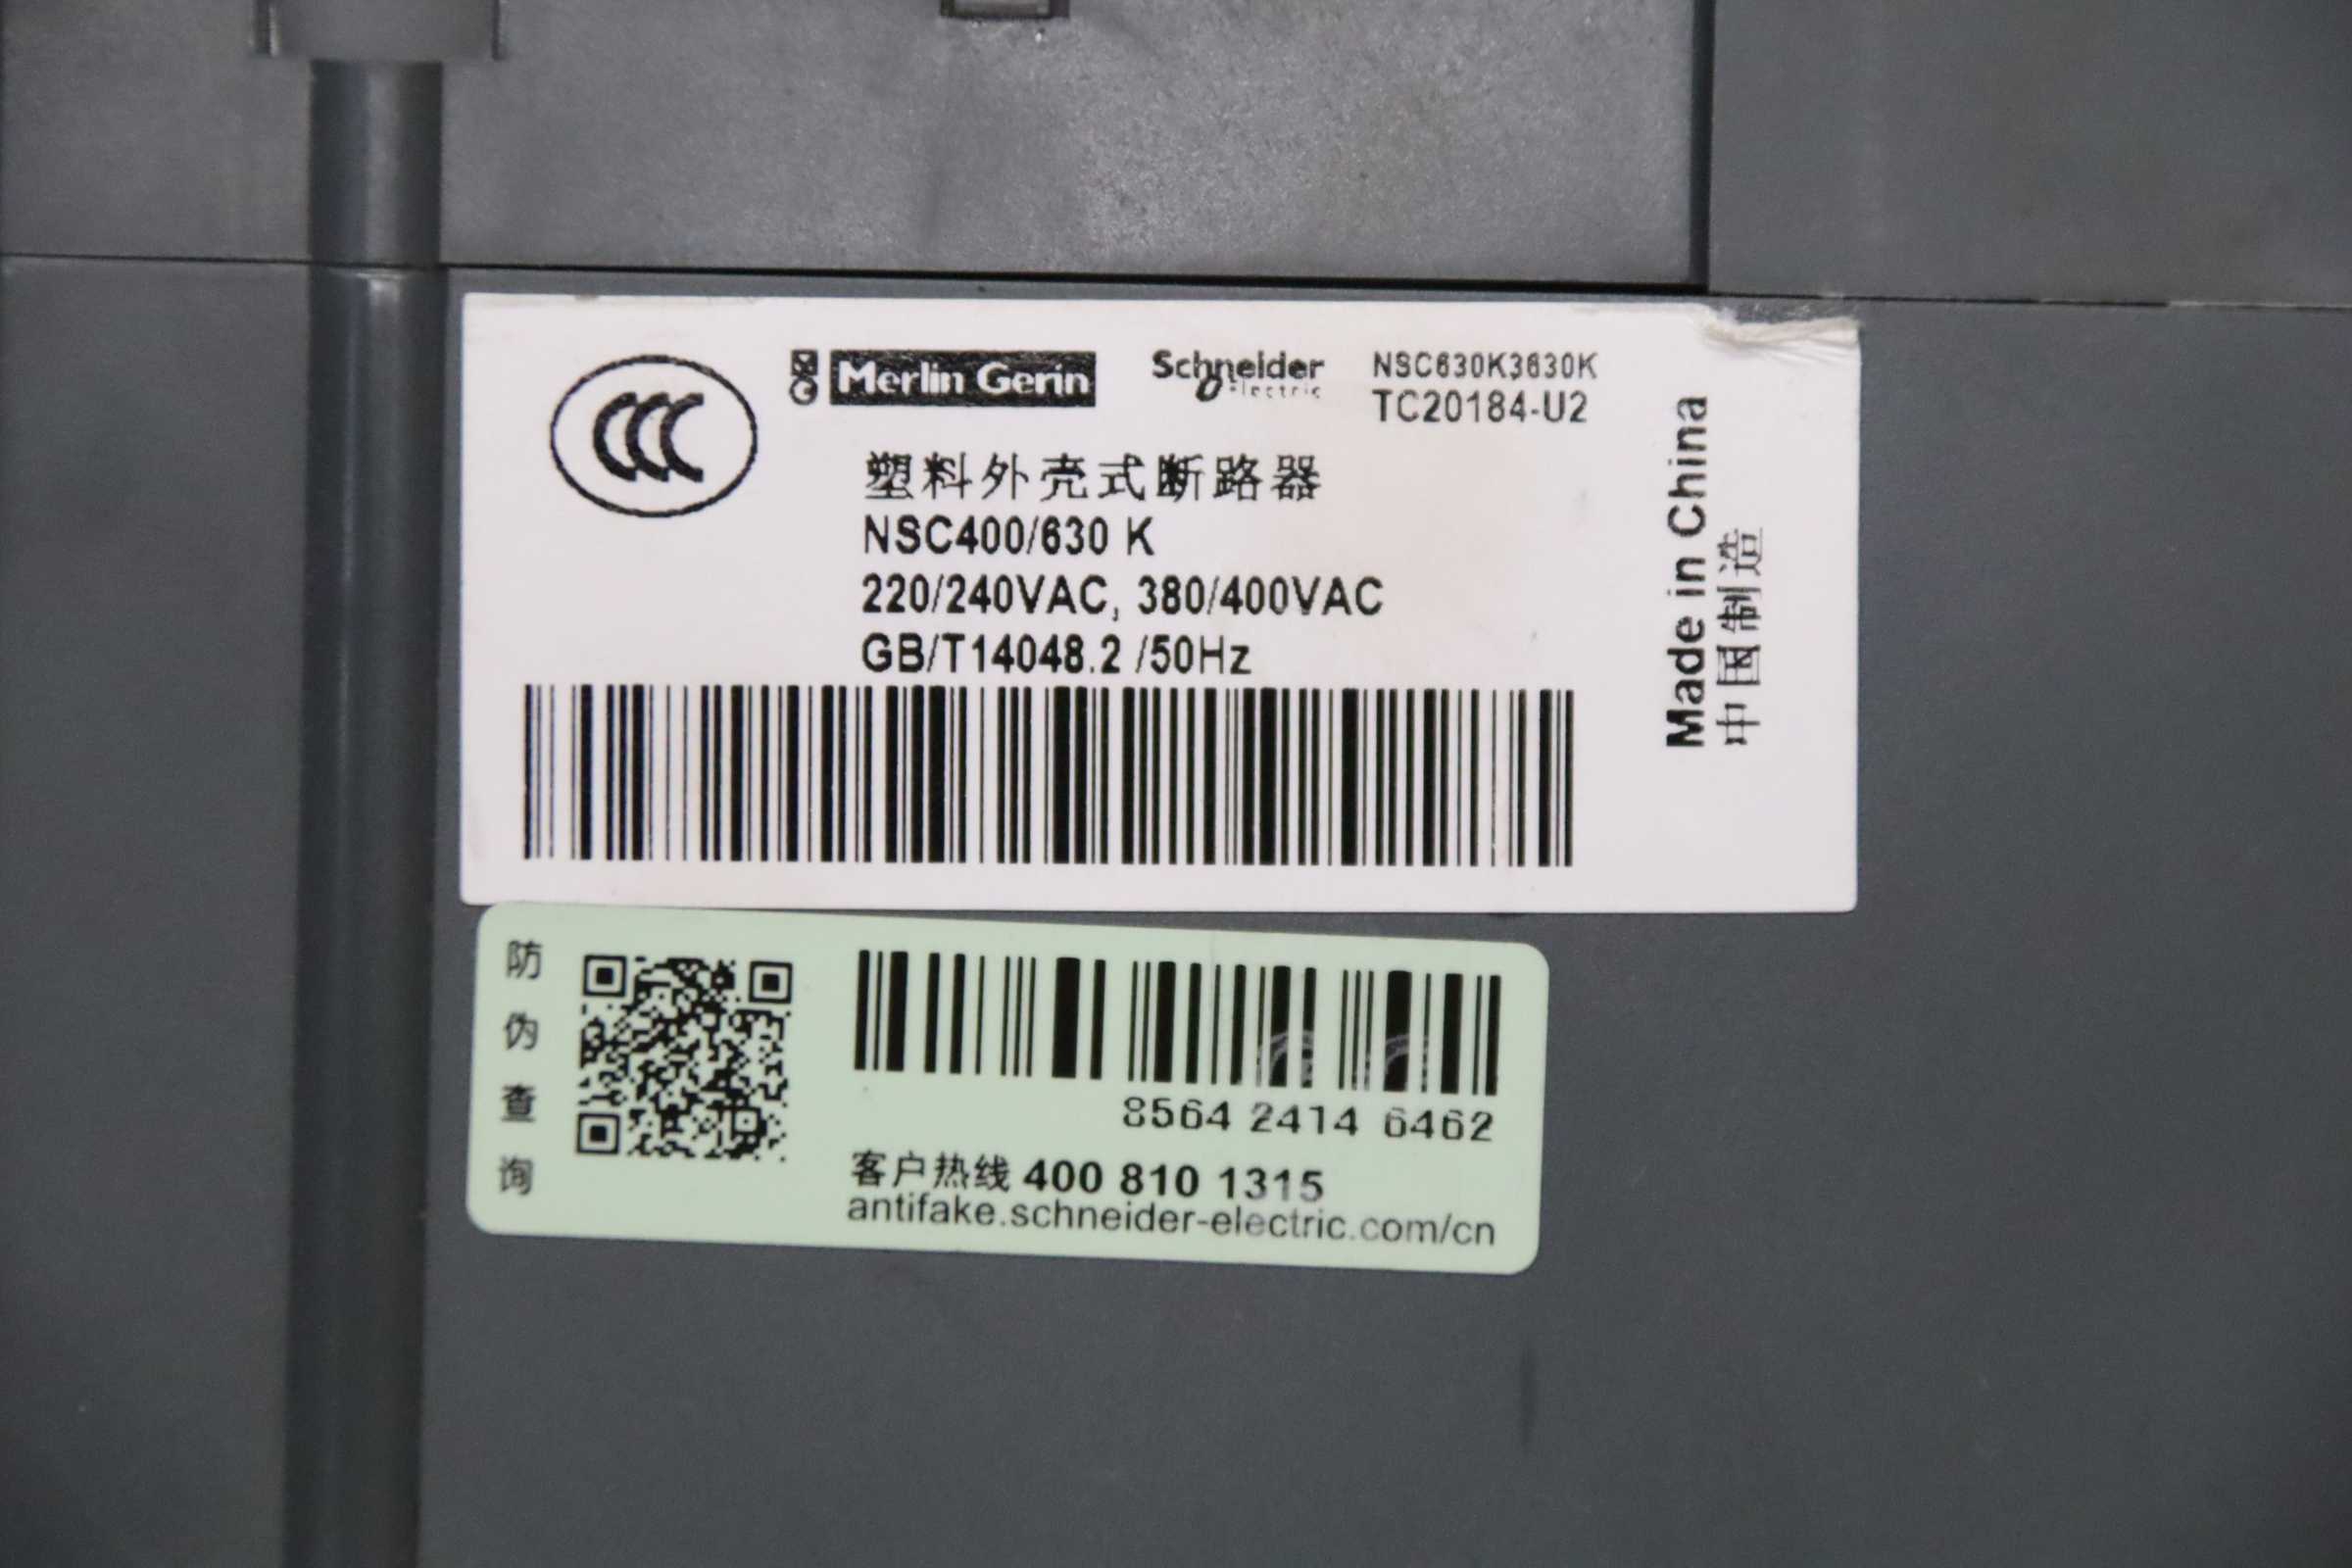 Merlin Gerin
Schneider
Electric
NSC630K3630K
TC20184-U2
塑料外壳式断路器
NSC400/630 K
220/240VAC, 380/400VAC
GB/T14048.2 /50Hz
Made in China
中国制造
防伪查询
8564 2414 6462
客户热线 400 810 1315
antifake.schneider-electric.com/cn